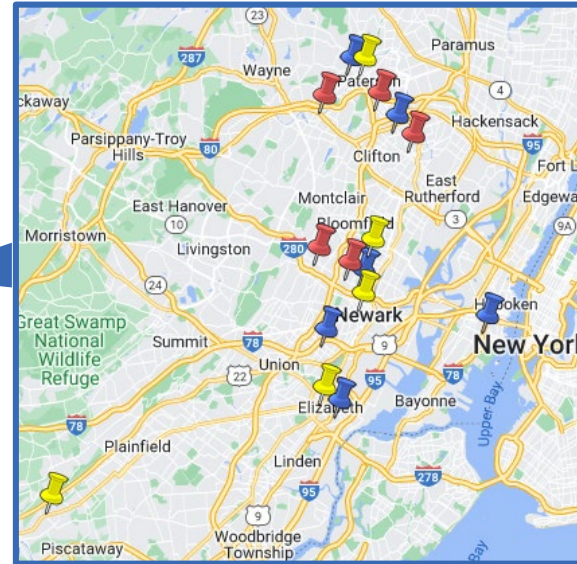 23
Paramus
287
Wayne
4
Hackensack
ckaway
Parsippany-Troy
Hills
80
Clifton
95
Fort L
Edgewa
East
Rutherford
Montclair
East Hanover
10
3
9A
Morristown
Livingston
280
24
Hoboken
Newark
New York
Great Swamp
National
Wildlife
Refuge
Summit
78
9
Union
22
95
78
Bayonne
Upper Bay
Elizabeth
78
Plainfield
Linden
278
95
9
Woodbridge
Township
Piscataway
Bay